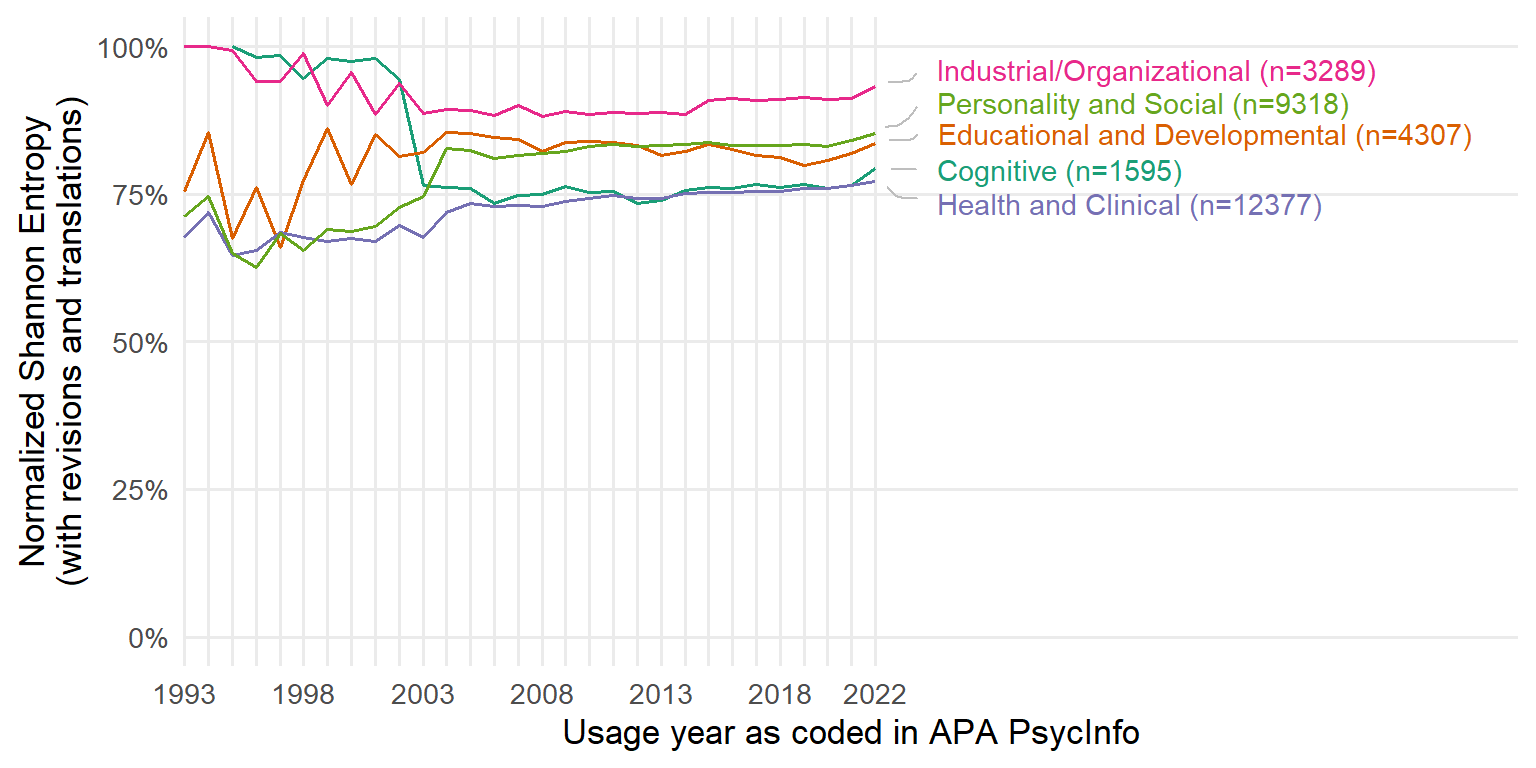 Normalized Shannon Entropy
(with revisions and translations)
100%
75%
50%
25%
0%
Industrial/Organizational (n=3289)
Personality and Social (n=9318)
Educational and Developmental (n=4307)
Cognitive (n=1595)
Health and Clinical (n=12377)
1993 1998 2003 2008 2013 2018 2022
Usage year as coded in APA PsycInfo